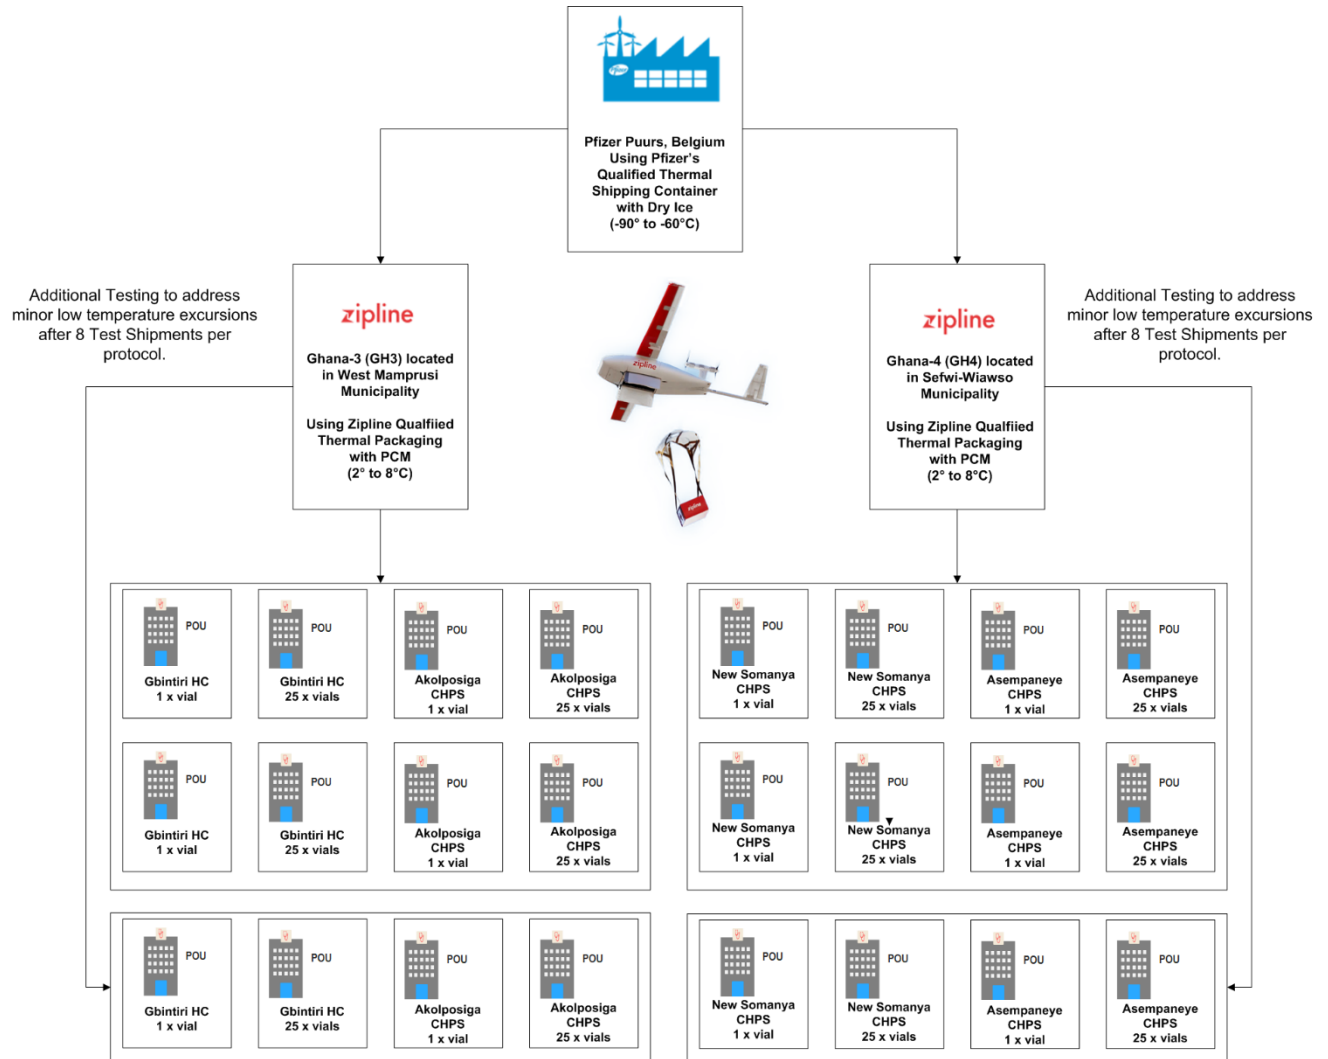 Pfizer
Pfizer Puurs, Belgium
Using Pfizer's
Qualified Thermal
Shipping Container
with Dry Ice
(-90° to -60°C)
Additional Testing to address
minor low temperature excursions
after 8 Test Shipments per
protocol.
zipline
Ghana-3 (GH3) located
in West Mamprusi
Municipality
Using Zipline Qualfiied
Thermal Packaging
with PCM
(2° to 8°C)
zipline
zipline
zipline
Ghana-4 (GH4) located
in Sefwi-Wiawso
Municipality
Using Zipline Qualfiied
Thermal Packaging
with PCM
(2° to 8°C)
Additional Testing to address
minor low temperature excursions
after 8 Test Shipments per
protocol.
POU
Gbintiri HC
1 x vial
POU
Gbintiri HC
25 x vials
POU
Akolposiga
CHPS
1 x vial
POU
Akolposiga
CHPS
25 x vials
POU
New Somanya
CHPS
1 x vial
POU
New Somanya
CHPS
25 x vials
POU
Asempaneye
CHPS
1 x vial
POU
Asempaneye
CHPS
25 x vials
POU
Gbintiri HC
1 x vial
POU
Gbintiri HC
25 x vials
POU
Akolposiga
CHPS
1 x vial
POU
Akolposiga
CHPS
25 x vials
POU
New Somanya
CHPS
1 x vial
POU
New Somanya
CHPS
25 x vials
POU
Asempaneye
CHPS
1 x vial
POU
Asempaneye
CHPS
25 x vials
POU
Gbintiri HC
1 x vial
POU
Gbintiri HC
25 x vials
POU
Akolposiga
CHPS
1 x vial
POU
Akolposiga
CHPS
25 x vials
POU
New Somanya
CHPS
1 x vial
POU
New Somanya
CHPS
25 x vials
POU
Asempaneye
CHPS
1 x vial
POU
Asempaneye
CHPS
25 x vials